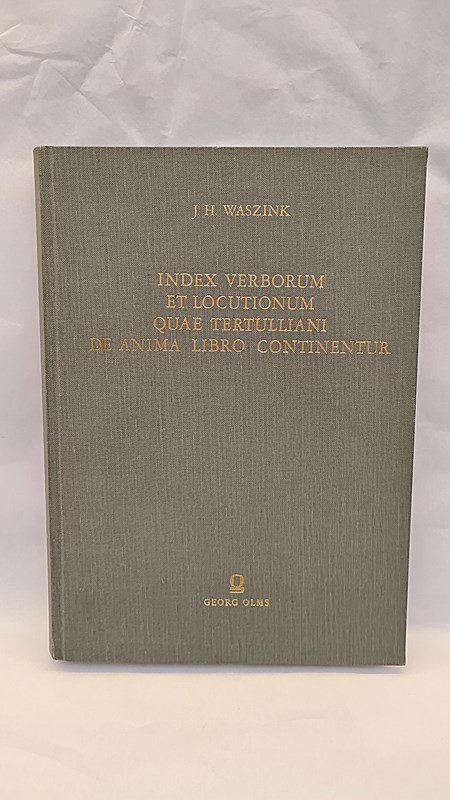 J. H. WASZINK
INDEX VERBORUM
ET LOCUTIONUM
QUAE TERTULLIANI
DE ANIMA LIBRO CONTINENTUR
GEORG OLMS